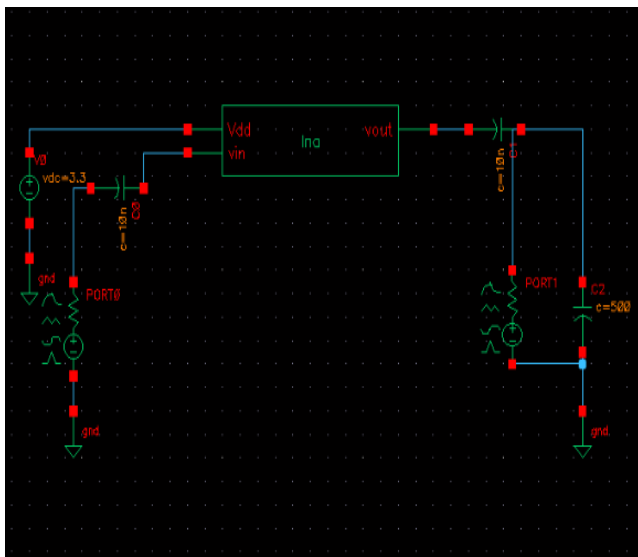 Vdd
vin
lna
vout
V0
vdc=3.3
c=10n
C0
c=10n
C1
gnd
PORT0
PORT1
C2
c=500
gnd
gnd